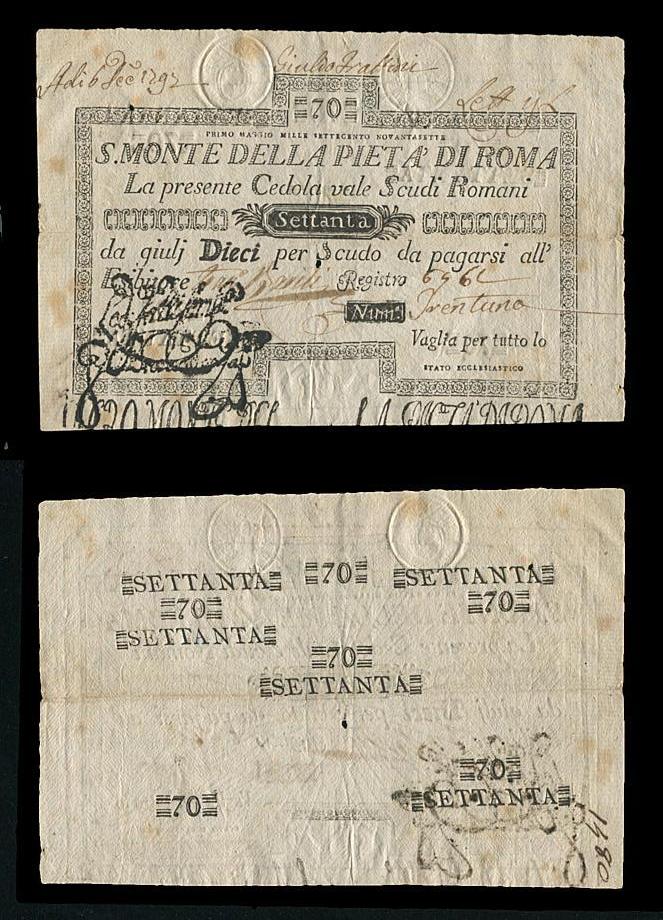 Adi 6 Dec 1797
70
PRIMO MAGGIO MILLE SETTECENTO NOVANTASETTE
S. MONTE DELLA PIETA' DI ROMA
La presente Cedola vale Scudi Romani
Settanta
da giulj Dieci per Scudo da pagarsi all'
Esibitore Registro
Num. Trentuno
Vaglia per tutto lo
STATO ECCLESIASTICO
SETTANTA 70 SETTANTA
70 70
SETTANTA
70
SETTANTA
70
70
SETTANTA
1480